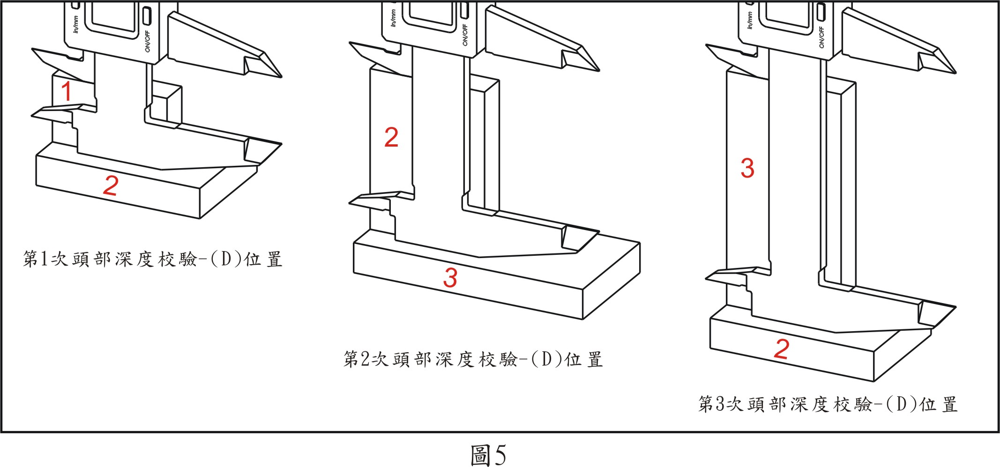 in/mm
ON/OFF
in/mm
ON/OFF
in/mm
ON/OFF
1
2
第1次頭部深度校驗-(D)位置
2
3
第2次頭部深度校驗-(D)位置
3
2
第3次頭部深度校驗-(D)位置
圖5